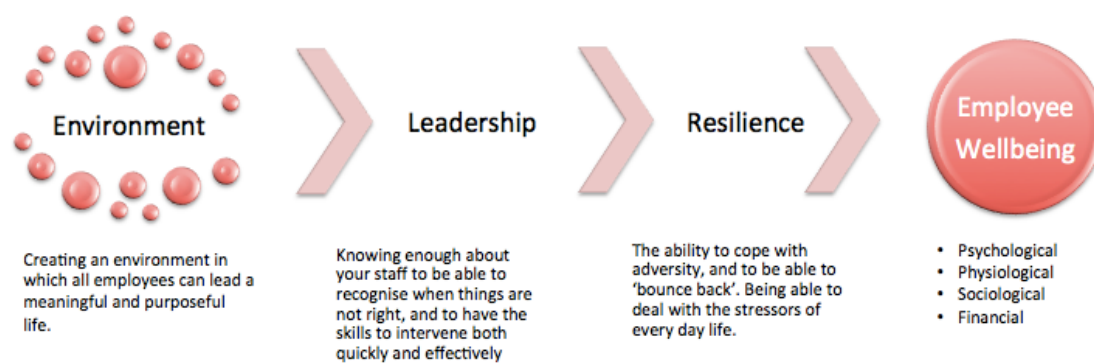 Environment
Leadership
Resilience
Employee
Wellbeing
Creating an environment in
which all employees can lead a
meaningful and purposeful
life.
Knowing enough about
your staff to be able to
recognise when things are
not right, and to have the
skills to intervene both
quickly and effectively
The ability to cope with
adversity, and to be able to
‘bounce back’. Being able to
deal with the stressors of
every day life.
• Psychological
• Physiological
• Sociological
• Financial